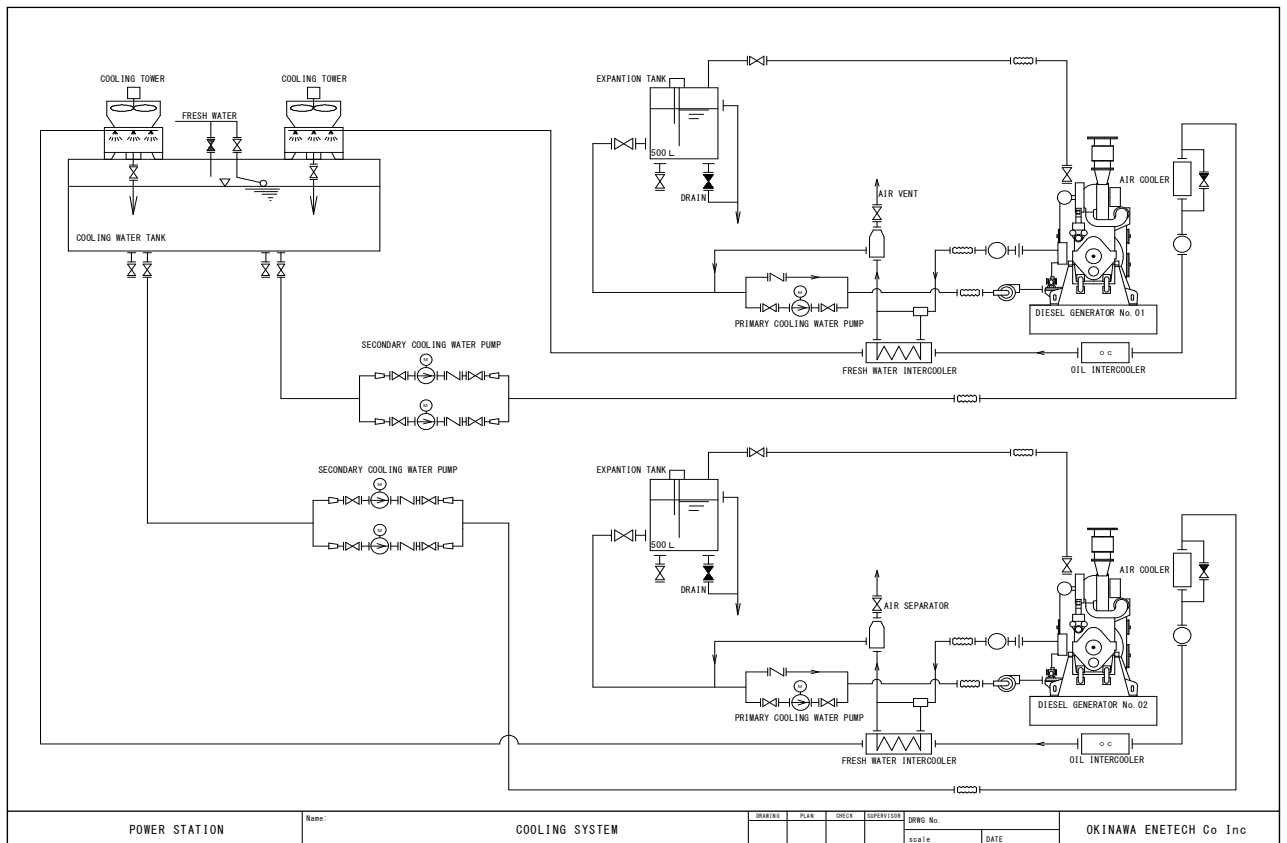 COOLING TOWER
COOLING TOWER
FRESH WATER
COOLING WATER TANK
EXPANTION TANK
500L
DRAIN
AIR VENT
AIR COOLER
M
PRIMARY COOLING WATER PUMP
DIESEL GENERATOR No.01
SECONDARY COOLING WATER PUMP
M
M
FRESH WATER INTERCOOLER
OC
OIL INTERCOOLER
SECONDARY COOLING WATER PUMP
M
M
EXPANTION TANK
500L
DRAIN
AIR SEPARATOR
AIR COOLER
M
PRIMARY COOLING WATER PUMP
DIESEL GENERATOR No.02
FRESH WATER INTERCOOLER
OC
OIL INTERCOOLER
POWER STATION
Name:
COOLING SYSTEM
DRAWING PLAN CHECK SUPERVISOR
DRWG No.
scale DATE
OKINAWA ENETECH Co Inc